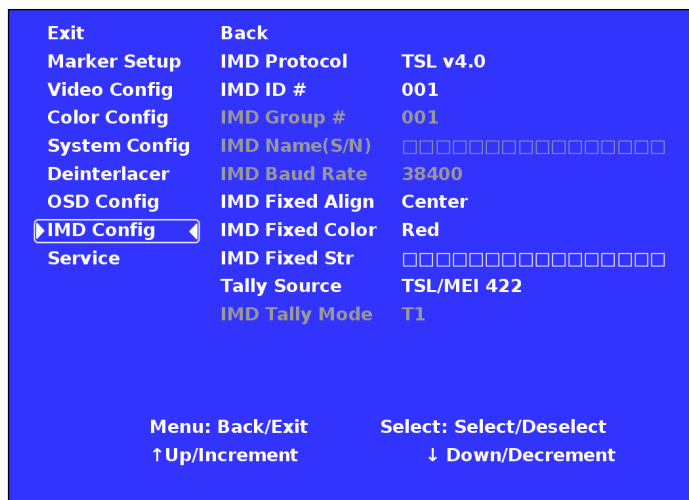 Exit Back
Marker Setup IMD Protocol TSL v4.0
Video Config IMD ID # 001
Color Config IMD Group # 001
System Config IMD Name(S/N) □□□□□□□□□□□□□□□□
Deinterlacer IMD Baud Rate 38400
OSD Config IMD Fixed Align Center
IMD Config IMD Fixed Color Red
Service IMD Fixed Str □□□□□□□□□□□□□□□□
Tally Source TSL/MEI 422
IMD Tally Mode T1
Menu: Back/Exit Select: Select/Deselect
↑Up/Increment ↓ Down/Decrement